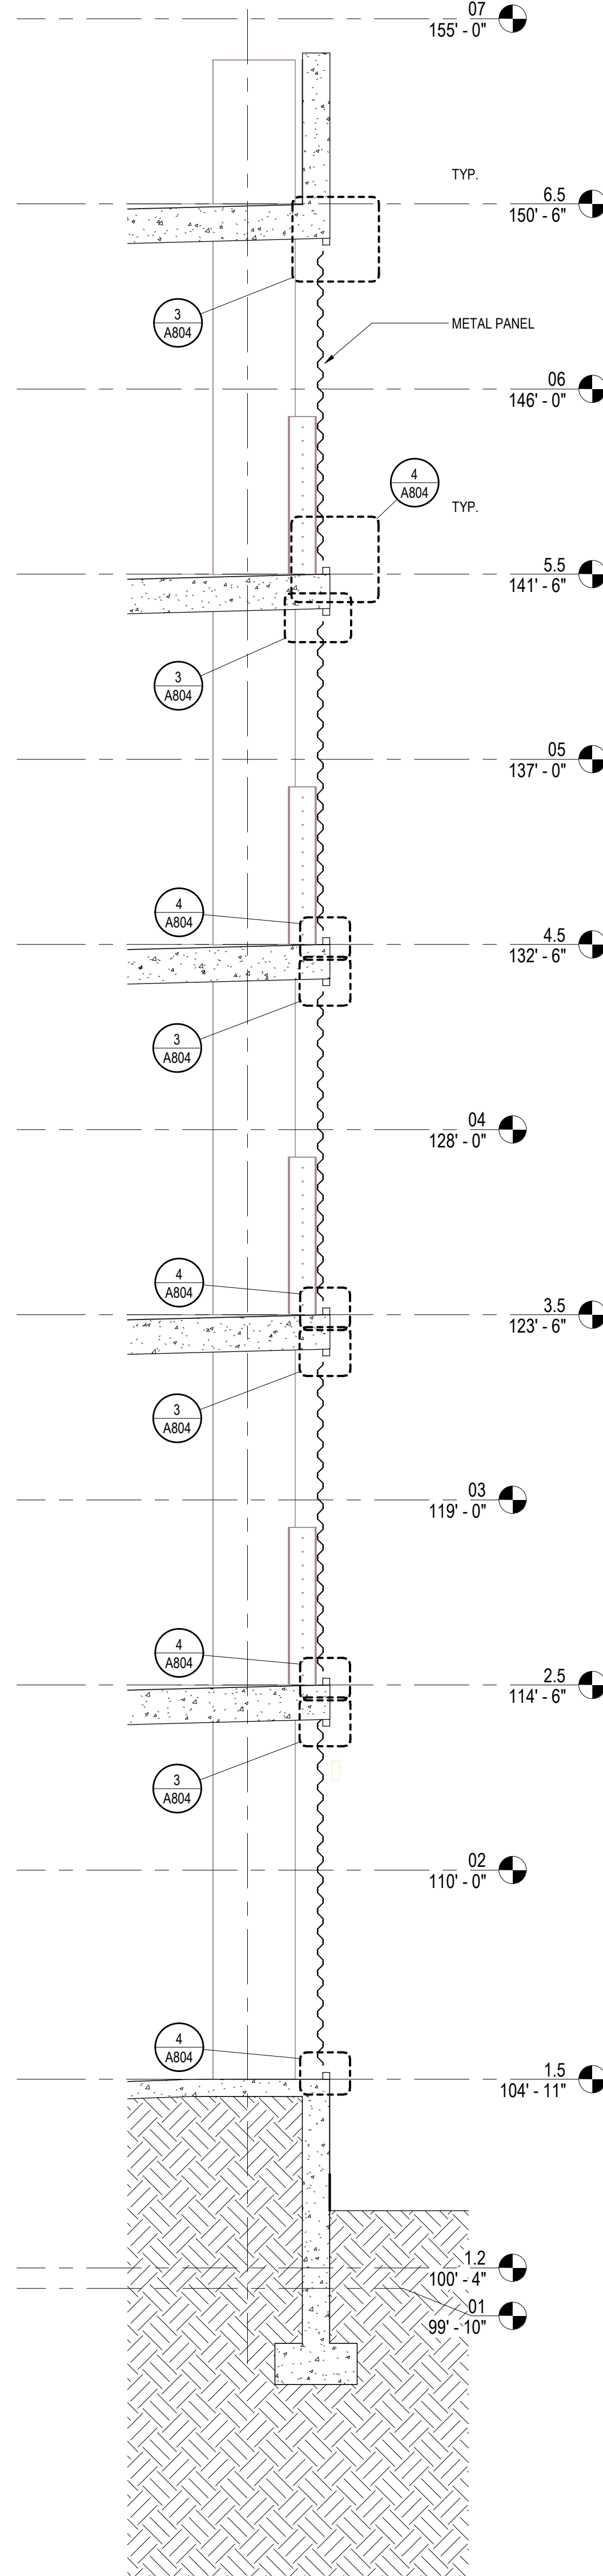 07
155' - 0"
TYP.
6.5
150' - 6"
3
A804
METAL PANEL
06
146' - 0"
4
A804
TYP.
5.5
141' - 6"
3
A804
05
137' - 0"
4
A804
4.5
132' - 6"
3
A804
04
128' - 0"
4
A804
3.5
123' - 6"
3
A804
03
119' - 0"
4
A804
2.5
114' - 6"
3
A804
02
110' - 0"
4
A804
1.5
104' - 11"
1.2
100' - 4"
01
99' - 10"